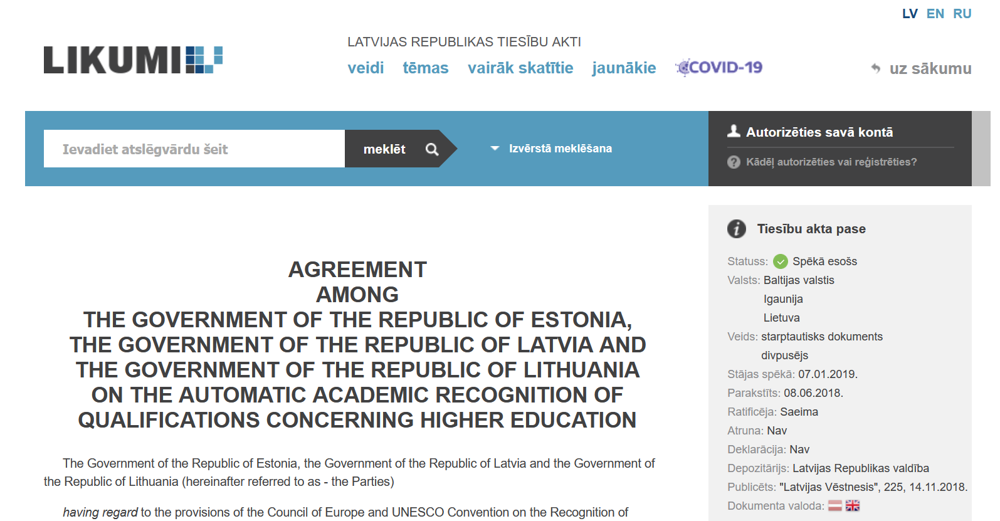 LV EN RU
LIKUMI
LATVIJAS REPUBLIKAS TIESĪBU AKTI
veidi tēmas vairāk skatītie jaunākie COVID-19
uz sākumu
Ievadiet atslēgvārdu šeit
meklēt
Izvērstā meklēšana
Autorizēties savā kontā
Kādēļ autorizēties vai reģistrēties?
AGREEMENT
AMONG
THE GOVERNMENT OF THE REPUBLIC OF ESTONIA,
THE GOVERNMENT OF THE REPUBLIC OF LATVIA AND
THE GOVERNMENT OF THE REPUBLIC OF LITHUANIA
ON THE AUTOMATIC ACADEMIC RECOGNITION OF
QUALIFICATIONS CONCERNING HIGHER EDUCATION
The Government of the Republic of Estonia, the Government of the Republic of Latvia and the Government of
the Republic of Lithuania (hereinafter referred to as - the Parties)
having regard to the provisions of the Council of Europe and UNESCO Convention on the Recognition of
Tiesību akta pase
Statuss: Spēkā esošs
Valsts: Baltijas valstis
Igaunija
Lietuva
Veids: starptautisks dokuments
divpusējs
Stājas spēkā: 07.01.2019.
Parakstīts: 08.06.2018.
Ratificēja: Saeima
Atruna: Nav
Deklarācija: Nav
Depozitārijs: Latvijas Republikas valdība
Publicēts: "Latvijas Vēstnesis", 225, 14.11.2018.
Dokumenta valoda: